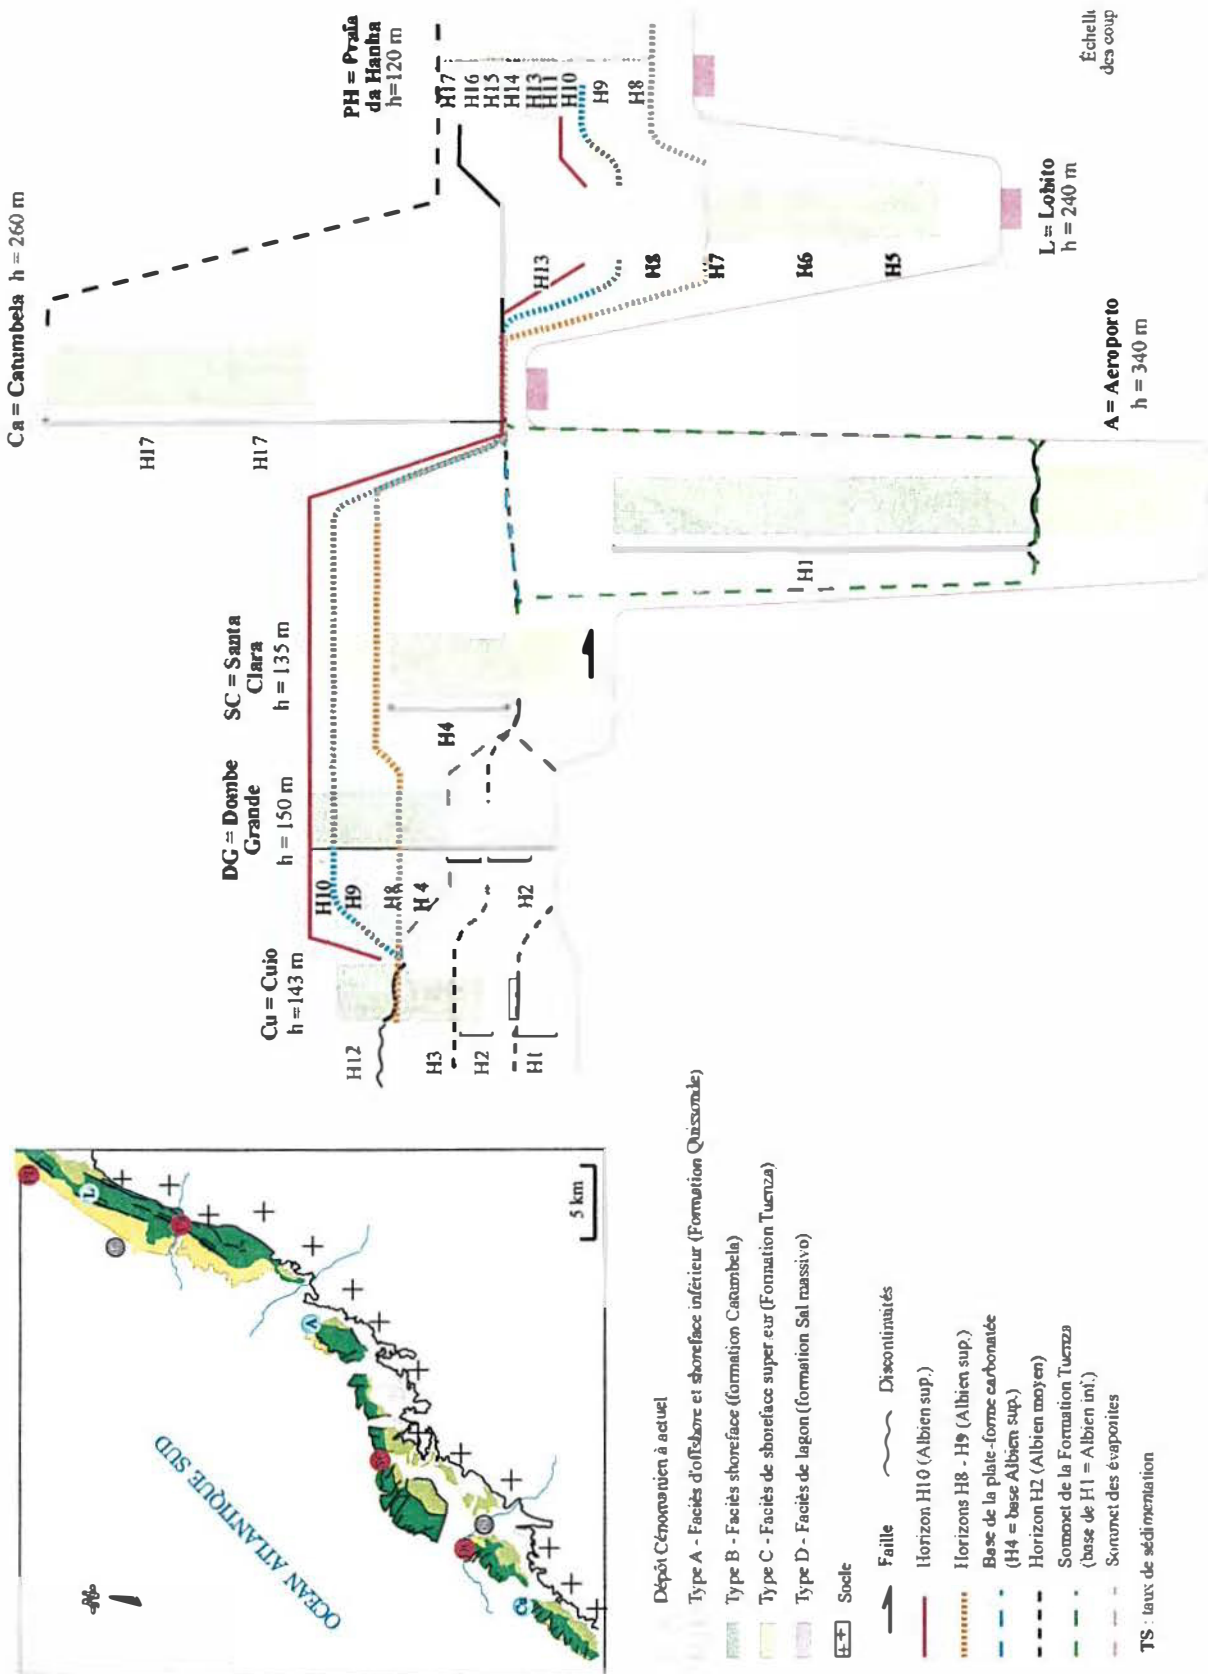 Ca = Catumbela h = 260 m
PH = Praia
da Hanha
h=120 m
SC = Santa
Clara
h = 135 m
DG = Dombe
Grande
h = 150 m
Cu = Cuio
h=143 m
L = Lobito
h = 240 m
A = Aeroporto
h = 340 m
Échelle
des coup
H17
H17
H17
H16
H15
H14
H13
H11
H10
H9
H8
H13
H8
H7
H6
H5
H1
H4
H10
H9
H8
H4
H2
H12
H3
H2
H1
OCEAN ATLANTIQUE SUD
L
A
5 km
Dépôt Cénomanien à actuel
Type A - Faciès d'offshore et shoreface inférieur (Formation Quissonde)
Type B - Faciès shoreface (formation Catumbela)
Type C - Faciès de shoreface supérieur (Formation Tuenza)
Type D - Faciès de lagon (formation Sal massivo)
Socle
Faille
Discontinuités
Horizon H10 (Albien sup.)
Horizons H8 - H9 (Albien sup.)
Base de la plate-forme carbonatée
(H4 = base Albien sup.)
Horizon H2 (Albien moyen)
Sommet de la Formation Tuenza
(base de H1 = Albien inf.)
Sommet des évaporites
TS : taux de sédimentation